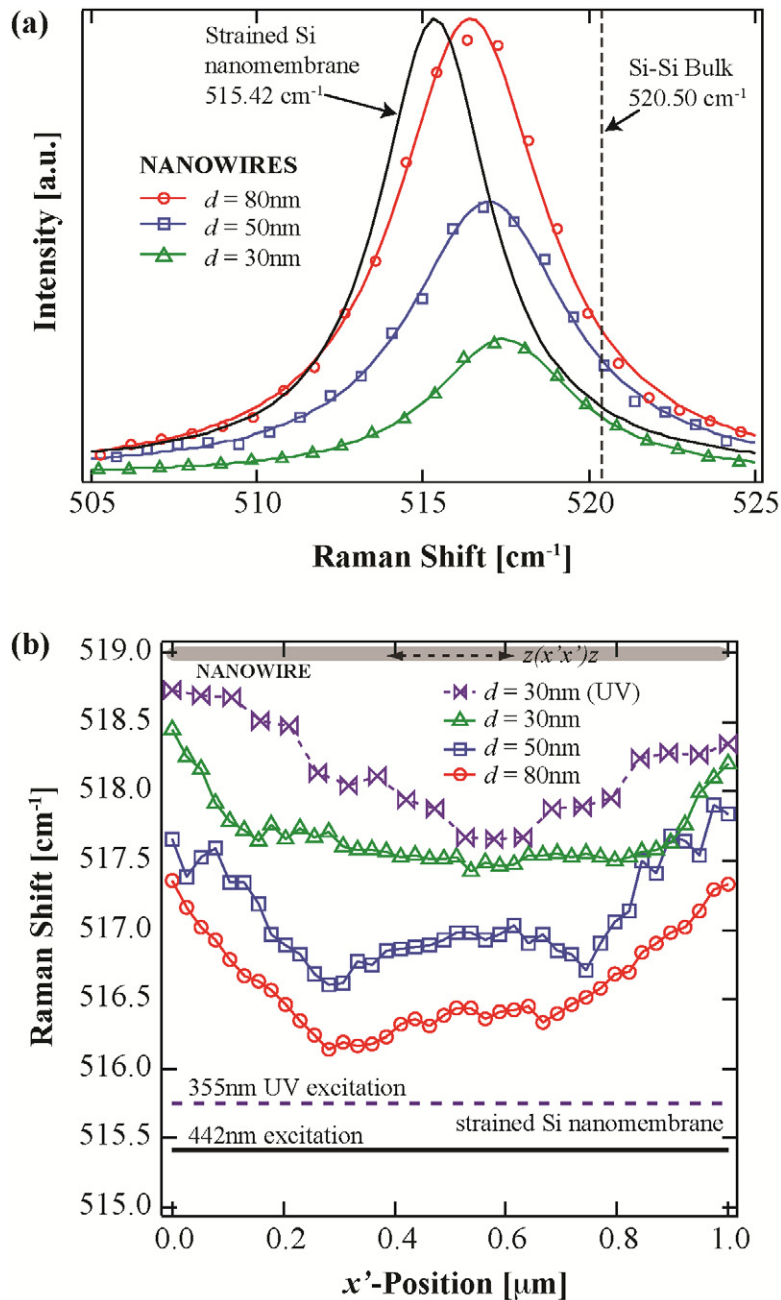 (a)
Strained Si
nanomembrane
515.42 cm⁻¹
Si-Si Bulk
520.50 cm⁻¹
NANOWIRES
d = 80nm
d = 50nm
d = 30nm
Intensity [a.u.]
505
510
515
520
525
Raman Shift [cm⁻¹]
(b)
519.0
518.5
518.0
517.5
517.0
516.5
516.0
515.5
515.0
Raman Shift [cm⁻¹]
z(x'x')z
NANOWIRE
d = 30nm (UV)
d = 30nm
d = 50nm
d = 80nm
355nm UV excitation
strained Si nanomembrane
442nm excitation
0.0
0.2
0.4
0.6
0.8
1.0
x'-Position [μm]